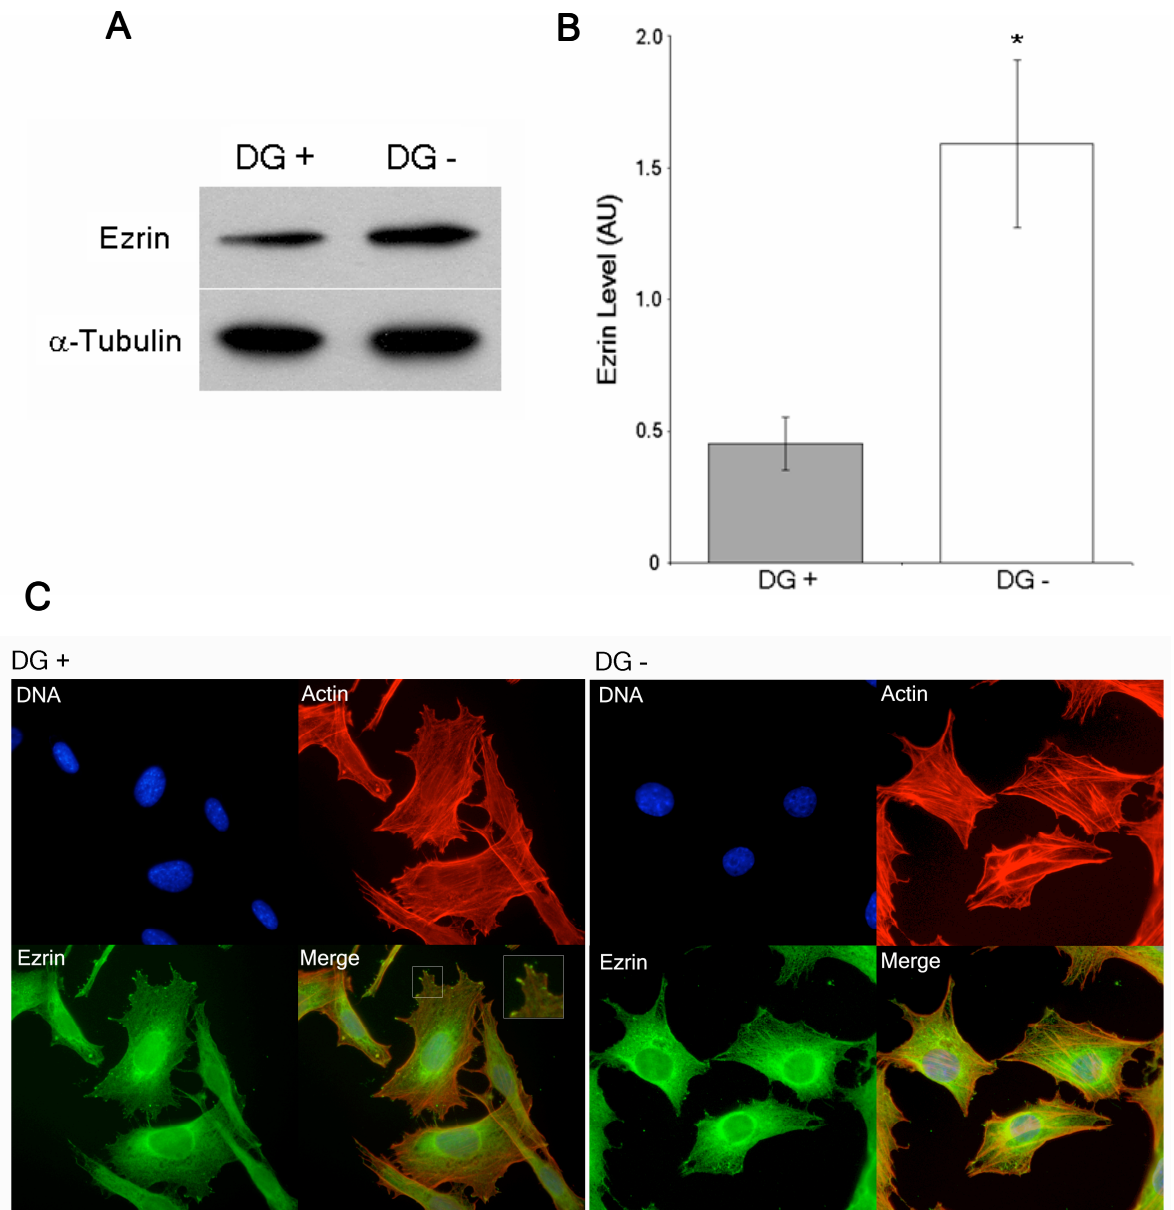 A
DG + DG -
Ezrin
α-Tubulin
B
2.0
1.5
1.0
0.5
0
Ezrin Level (AU)
*
DG + DG -
C
DG +
DNA Actin
Ezrin Merge
DG -
DNA Actin
Ezrin Merge